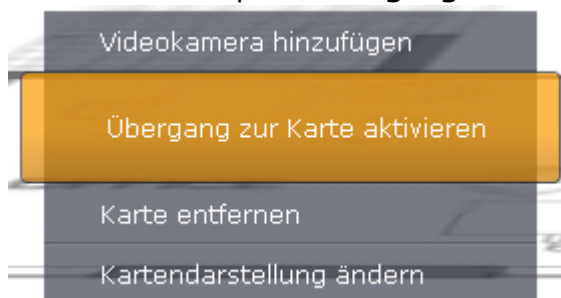 Videokamera hinzufügen
Übergang zur Karte aktivieren
Karte entfernen
Kartendarstellung ändern